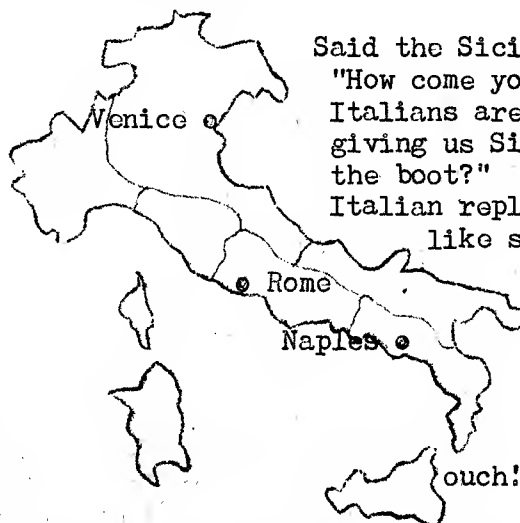 Said the Sici
"How come yo
Italians are
giving us Si
the boot?"
Italian repl
like s
Venice
Rome
Naples
ouch!